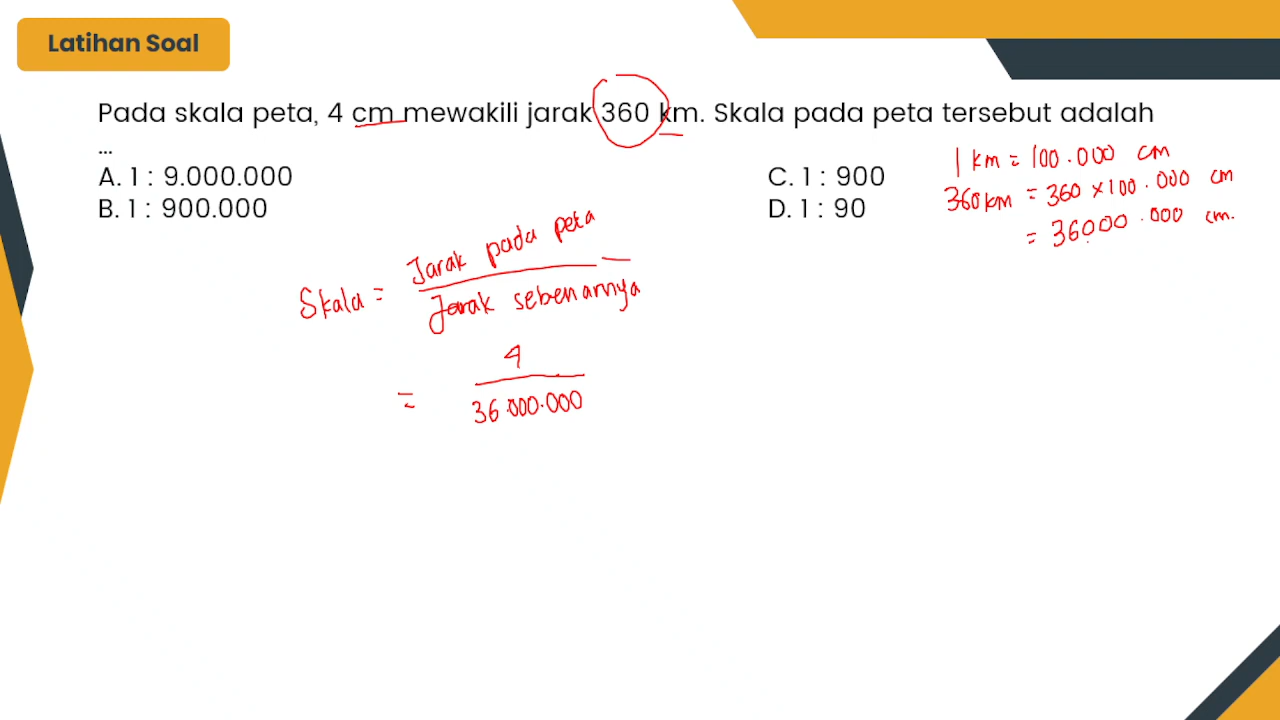 Latihan Soal
Pada skala peta, 4 cm mewakili jarak 360 km. Skala pada peta tersebut adalah
...
A. 1 : 9.000.000
B. 1 : 900.000
C. 1 : 900
D. 1 : 90
1 km = 100.000 cm
360 km = 360 × 100.000 cm
= 36000.000 cm.
Skala = Jarak pada peta
Jarak sebenarnya
= 4
36.000.000